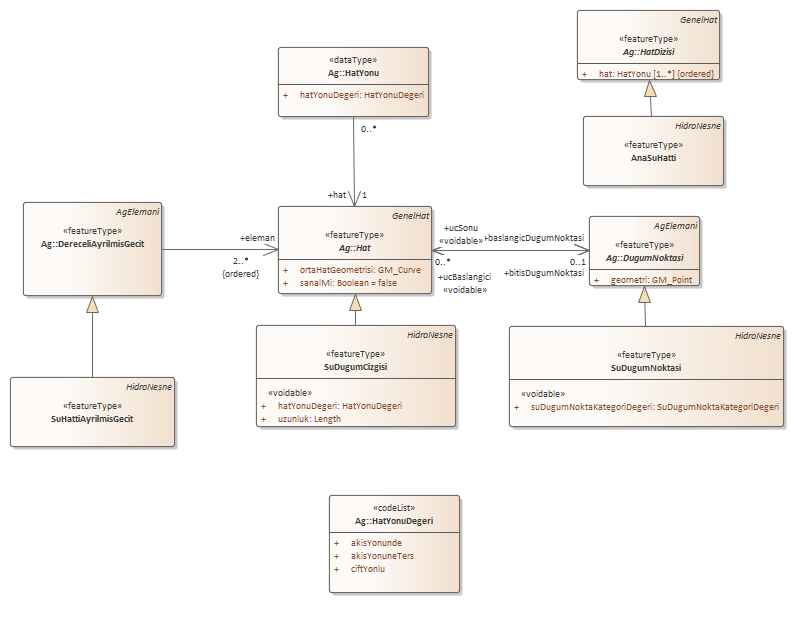 GenelHat
«featureType»
Ag::HatDizisi
+ hat: HatYonu [1..*] {ordered}
«dataType»
Ag::HatYonu
+ hatYonuDegeri: HatYonuDegeri
HidroNesne
«featureType»
AnaSuHatti
0..*
+hat
1
AgElemani
«featureType»
Ag::DereceliAyrilmisGecit
+eleman
2..*
{ordered}
GenelHat
«featureType»
Ag::Hat
+ ortaHatGeometrisi: GM_Curve
+ sanalMi: Boolean = false
+ucSonu
«voidable»
+baslangicDugumNoktasi
0..*
0..1
+ucBaslangici
«voidable»
+bitisDugumNoktasi
AgElemani
«featureType»
Ag::DugumNoktasi
+ geometri: GM_Point
HidroNesne
«featureType»
SuHattiAyrilmisGecit
HidroNesne
«featureType»
SuDugumCizgisi
«voidable»
+ hatYonuDegeri: HatYonuDegeri
+ uzunluk: Length
HidroNesne
«featureType»
SuDugumNoktasi
«voidable»
+ suDugumNoktaKategoriDegeri: SuDugumNoktaKategoriDegeri
«codeList»
Ag::HatYonuDegeri
+ akisYonunde
+ akisYonuneTers
+ ciftYonlu